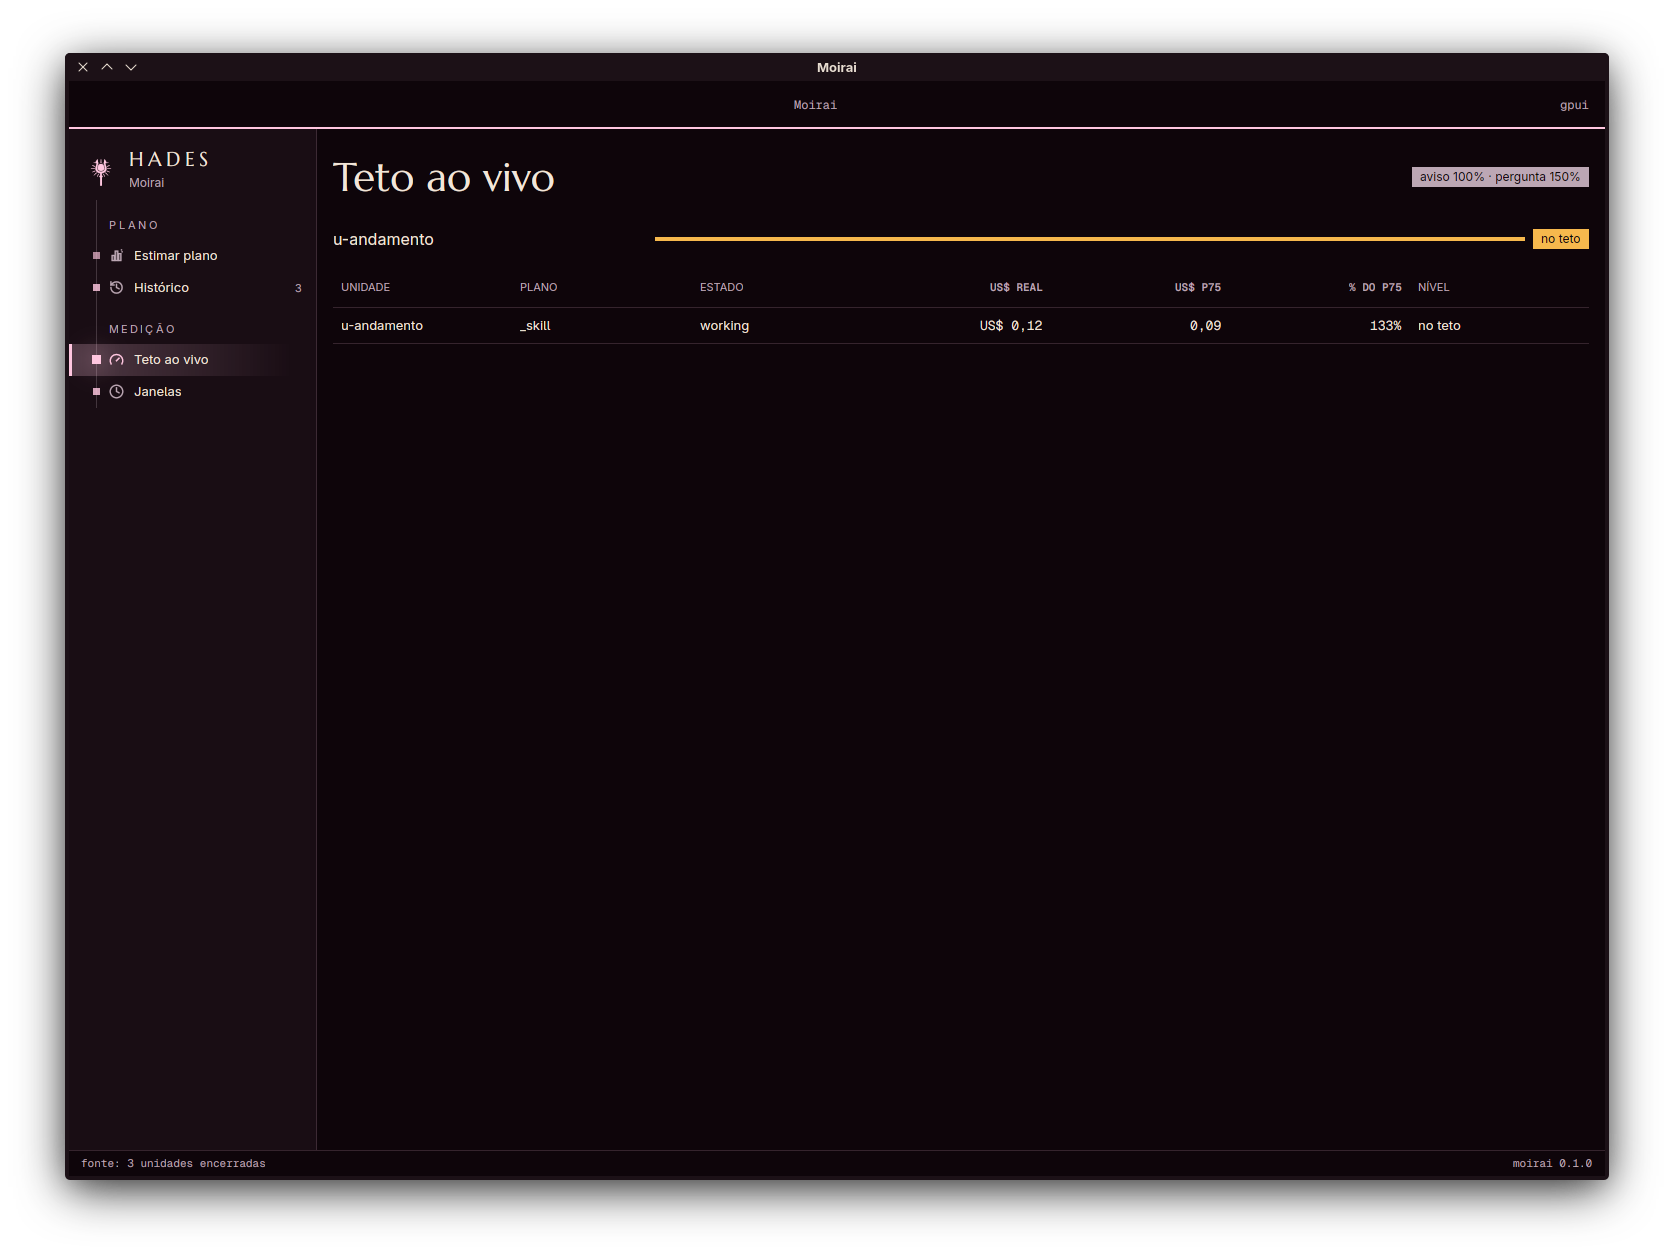 Moirai
Moirai
gpui
HADES
Moirai
PLANO
Estimar plano
Histórico 3
MEDIÇÃO
Teto ao vivo
Janelas
Teto ao vivo
aviso 100% · pergunta 150%
u-andamento
no teto
UNIDADE PLANO ESTADO US$ REAL US$ P75 % DO P75 NÍVEL
u-andamento _skill working US$ 0,12 0,09 133% no teto
fonte: 3 unidades encerradas
moirai 0.1.0